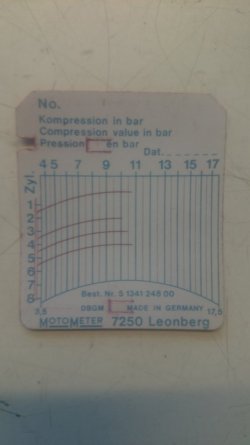 No.
Kompression in bar
Compression value in bar
Pression en bar
Dat.
4 5 7 9 11 13 15 17
Zyl.
1
2
3
4
5
6
7
8
3,5 17,5
Best. Nr. 5 1341 248 00
DBGM MADE IN GERMANY
MOTOMETER 7250 Leonberg